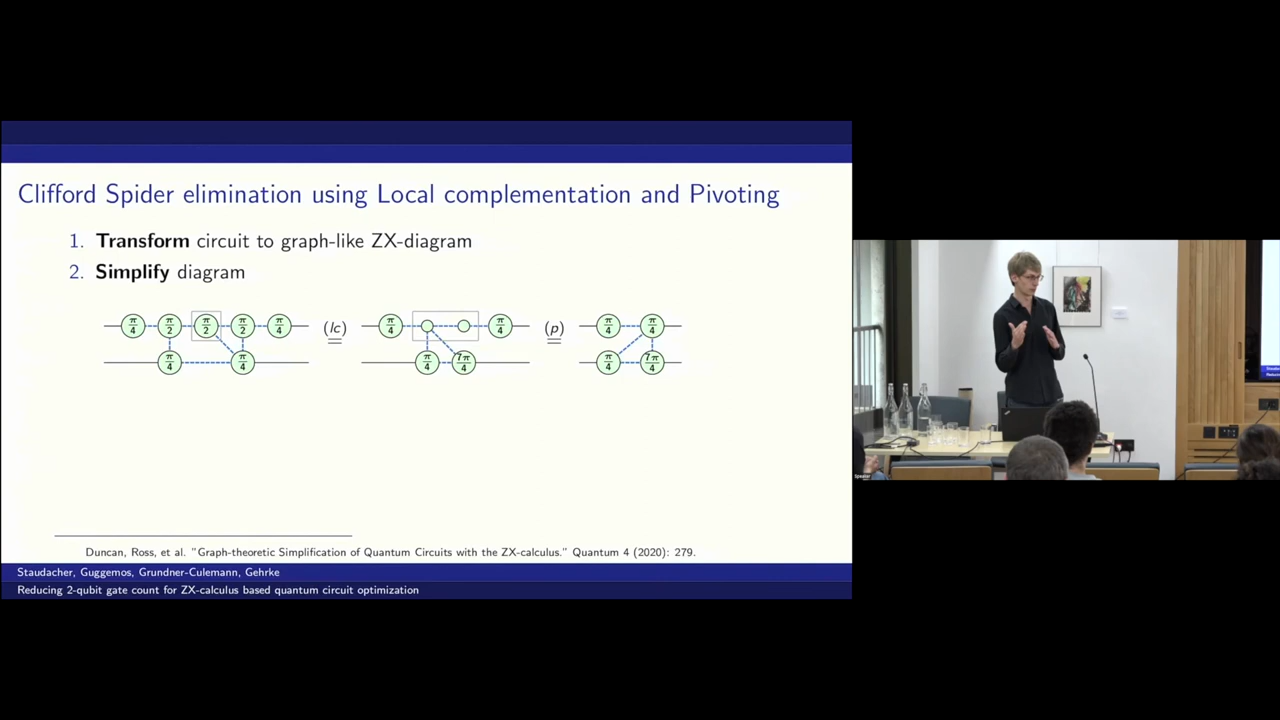 Clifford Spider elimination using Local complementation and Pivoting
1. Transform circuit to graph-like ZX-diagram
2. Simplify diagram
π/4 π/2 π/2 π/2 π/4 (lc) = π/4 π/4 (p) = π/4 π/4
π/4 π/4 π/4 7π/4 π/4 7π/4
Duncan, Ross, et al. "Graph-theoretic Simplification of Quantum Circuits with the ZX-calculus." Quantum 4 (2020): 279.
Staudacher, Guggemos, Grundner-Culemann, Gehrke
Reducing 2-qubit gate count for ZX-calculus based quantum circuit optimization
Speaker